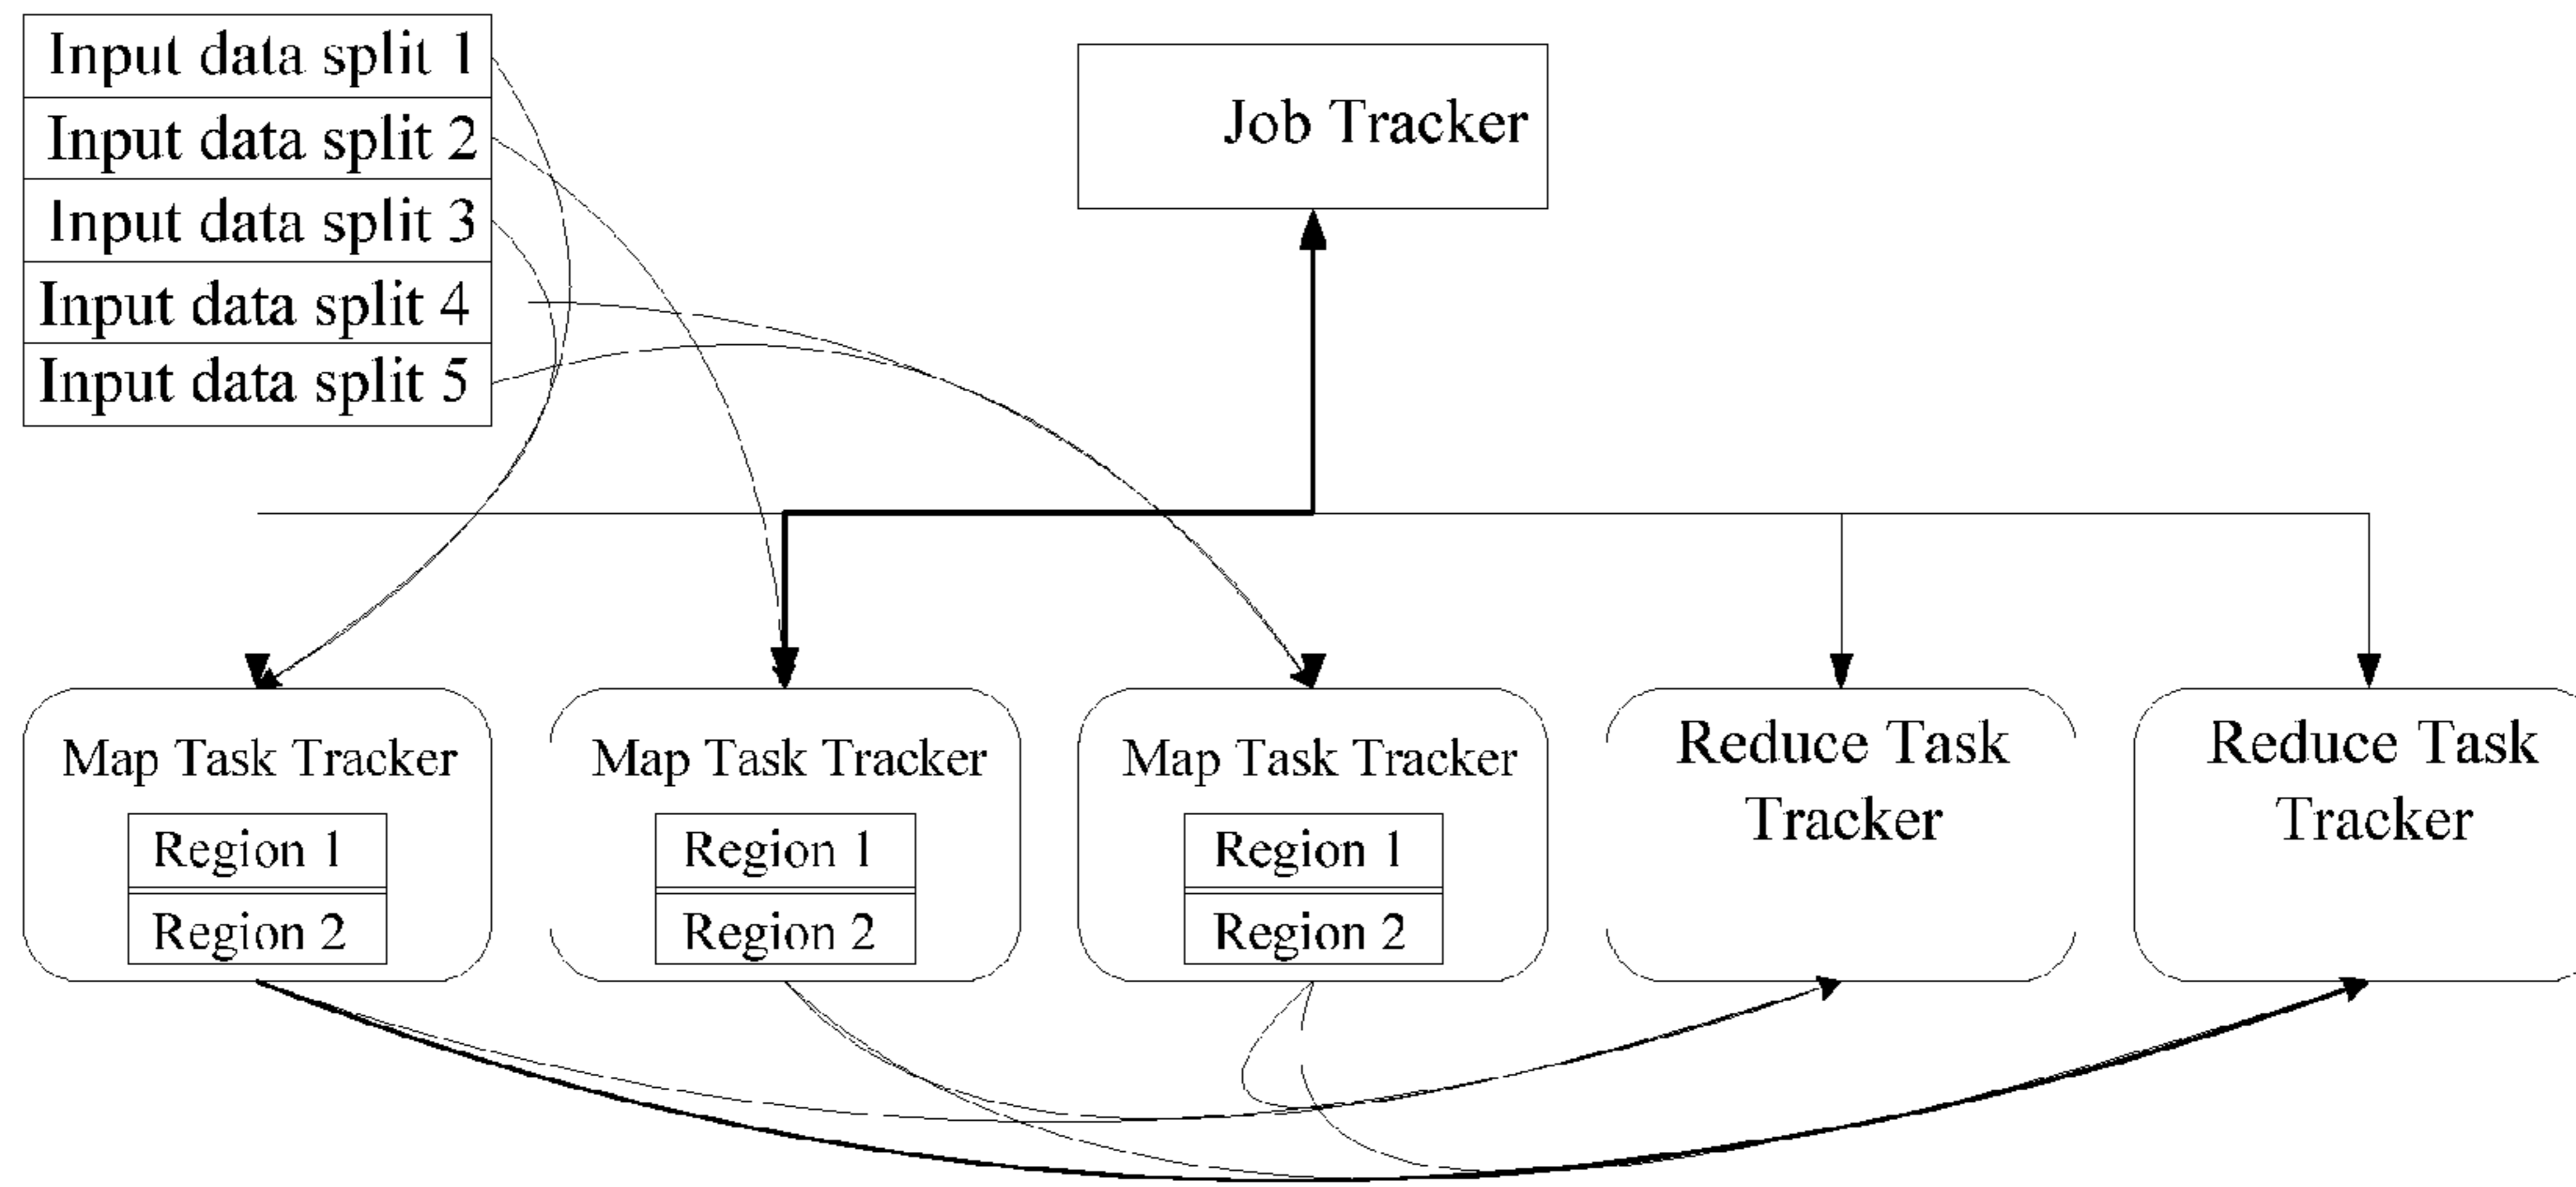 Input data split 1
Input data split 2
Input data split 3
Input data split 4
Input data split 5
Job Tracker
Map Task Tracker
Region 1
Region 2
Map Task Tracker
Region 1
Region 2
Map Task Tracker
Region 1
Region 2
Reduce Task
Tracker
Reduce Task
Tracker